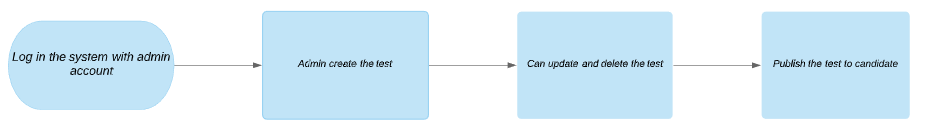 Log in the system with admin
account
Admin create the test
Can update and delete the test
Publish the test to candidate